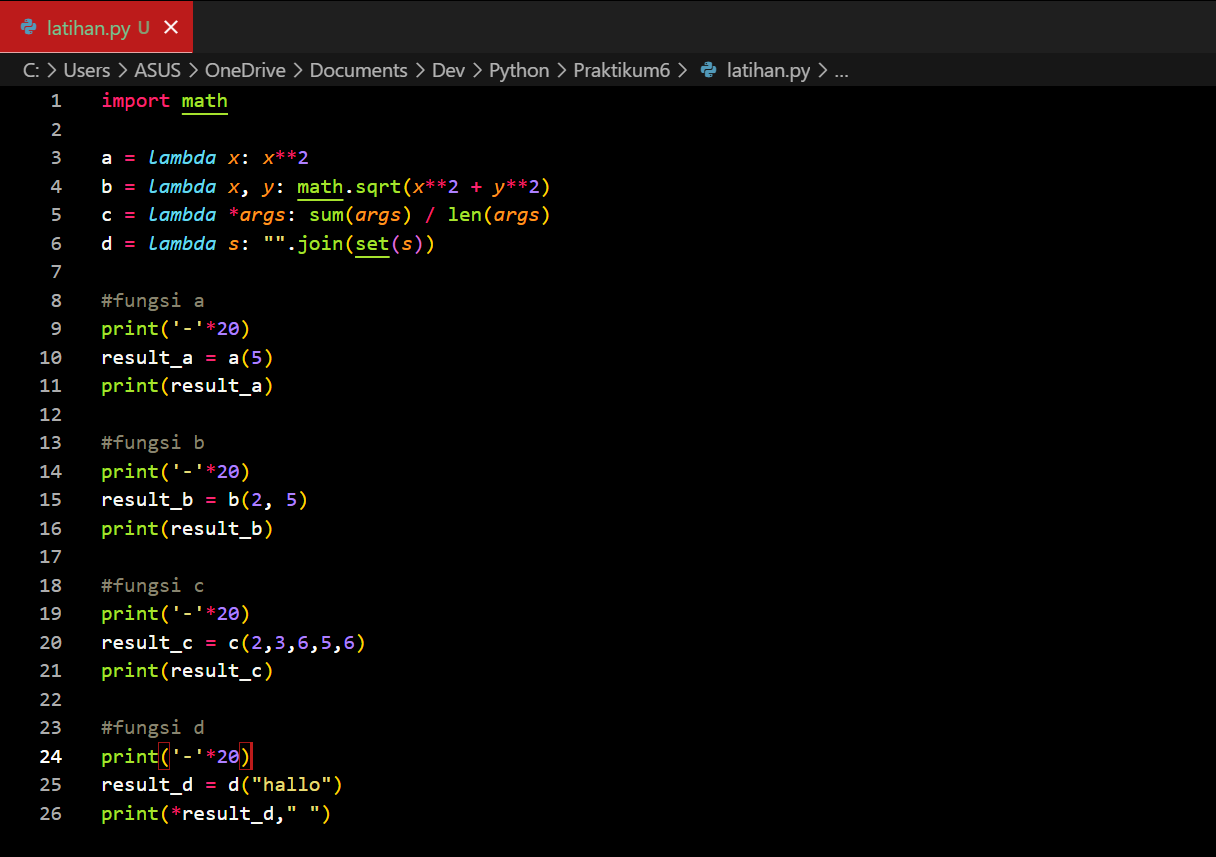 latihan.py U ×
C: > Users > ASUS > OneDrive > Documents > Dev > Python > Praktikum6 > latihan.py > ...
1 import math
2
3 a = lambda x: x**2
4 b = lambda x, y: math.sqrt(x**2 + y**2)
5 c = lambda *args: sum(args) / len(args)
6 d = lambda s: "".join(set(s))
7
8 #fungsi a
9 print('-'*20)
10 result_a = a(5)
11 print(result_a)
12
13 #fungsi b
14 print('-'*20)
15 result_b = b(2, 5)
16 print(result_b)
17
18 #fungsi c
19 print('-'*20)
20 result_c = c(2,3,6,5,6)
21 print(result_c)
22
23 #fungsi d
24 print('-'*20)
25 result_d = d("hallo")
26 print(*result_d," ")